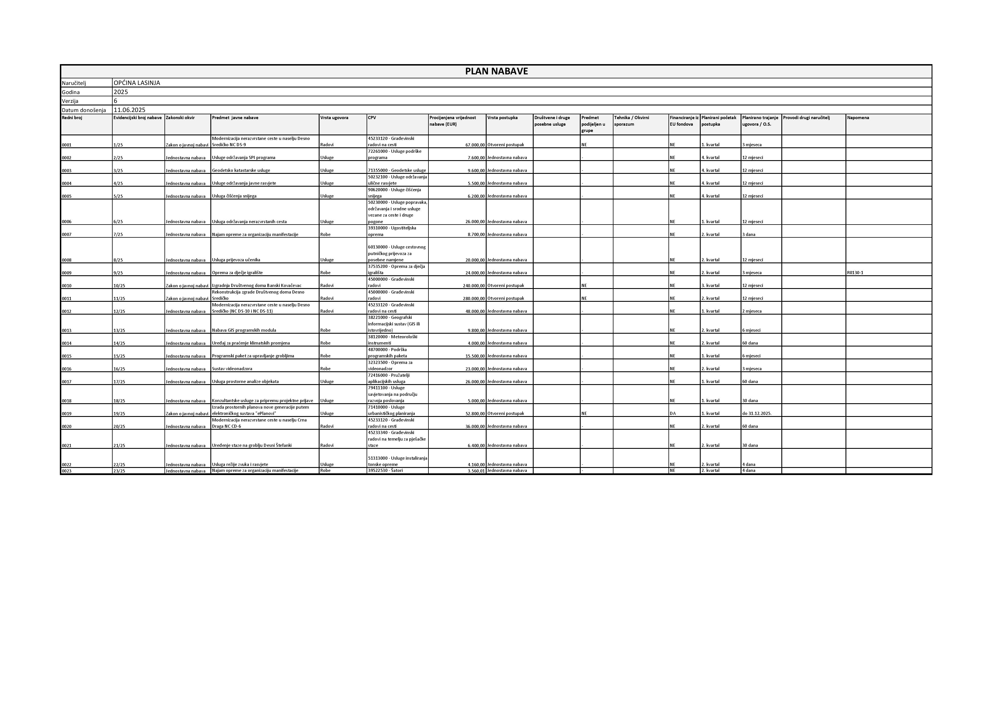 PLAN NABAVE
Naručitelj OPĆINA LASINJA
Godina 2025
Verzija 6
Datum donošenja 11.06.2025
Redni broj Evidencijski broj nabave Zakonski okvir Predmet javne nabave Vrsta ugovora CPV Procijenjena vrijednost nabave (EUR) Vrsta postupka Društvene i druge posebne usluge Predmet podijeljen u grupe Tehnika / Okvirni sporazum Financiranje iz EU fondova Planirani početak postupka Planirano trajanje ugovora / O.S. Provodi drugi naručitelj Napomena
0001 1/25 Zakon o javnoj nabavi Modernizacija nerazvrstane ceste u naselju Desno Sredičko NC DS-9 Radovi 45233120 - Građevinski radovi na cesti 67.000,00 Otvoreni postupak NE NE 1. kvartal 3 mjeseca
0002 2/25 Jednostavna nabava Usluge održavanja SPI programa Usluge 72261000 - Usluge podrške programa 7.600,00 Jednostavna nabava - NE 4. kvartal 12 mjeseci
0003 3/25 Jednostavna nabava Geodetsko katastarske usluge Usluge 71355000 - Geodetske usluge 9.600,00 Jednostavna nabava - NE 4. kvartal 12 mjeseci
0004 4/25 Jednostavna nabava Usluge održavanja javne rasvjete Usluge 50232100 - Usluge održavanja ulične rasvjete 5.500,00 Jednostavna nabava - NE 4. kvartal 12 mjeseci
0005 5/25 Jednostavna nabava Usluga čišćenja snijega Usluge 90620000 - Usluge čišćenja snijega 6.200,00 Jednostavna nabava - NE 4. kvartal 12 mjeseci
0006 6/25 Jednostavna nabava Usluga održavanja nerazvrstanih cesta Usluge 50230000 - Usluge popravaka, održavanja i srodne usluge vezane za ceste i druge pogone 26.000,00 Jednostavna nabava - NE 1. kvartal 12 mjeseci
0007 7/25 Jednostavna nabava Najam opreme za organizaciju manifestacije Robe 39310000 - Ugostiteljska oprema 8.700,00 Jednostavna nabava - NE 2. kvartal 3 dana
0008 8/25 Jednostavna nabava Usluga prijevoza učenika Usluge 60130000 - Usluge cestovnog putničkog prijevoza za posebne namjene 20.000,00 Jednostavna nabava - NE 2. kvartal 12 mjeseci
0009 9/25 Jednostavna nabava Oprema za dječje igralište Robe 37535200 - Oprema za dječja igrališta 24.000,00 Jednostavna nabava - NE 2. kvartal 3 mjeseca R0130-1
0010 10/25 Zakon o javnoj nabavi Izgradnja Društvenog doma Banski Kovačevac Radovi 45000000 - Građevinski radovi 240.000,00 Otvoreni postupak NE NE 3. kvartal 12 mjeseci
0011 11/25 Zakon o javnoj nabavi Rekonstrukcija zgrade Društvenog doma Desno Sredičko Radovi 45000000 - Građevinski radovi 280.000,00 Otvoreni postupak NE NE 2. kvartal 12 mjeseci
0012 12/25 Jednostavna nabava Modernizacija nerazvrstane ceste u naselju Desno Sredičko (NC DS-10 i NC DS-11) Radovi 45233120 - Građevinski radovi na cesti 48.000,00 Jednostavna nabava - NE 1. kvartal 2 mjeseca
0013 13/25 Jednostavna nabava Nabava GIS programskih modula Robe 38221000 - Geografski informacijski sustav (GIS ili istovrijedno) 9.800,00 Jednostavna nabava - NE 2. kvartal 6 mjeseci
0014 14/25 Jednostavna nabava Uređaj za praćenje klimatskih promjena Robe 38120000 - Meteorološki instrumenti 4.000,00 Jednostavna nabava - NE 2. kvartal 60 dana
0015 15/25 Jednostavna nabava Programski paket za upravljanje grobljima Robe 48700000 - Podrška programskih paketa 15.500,00 Jednostavna nabava - NE 1. kvartal 6 mjeseci
0016 16/25 Jednostavna nabava Sustav videonadzora Robe 32323500 - Oprema za videonadzor 23.000,00 Jednostavna nabava - NE 2. kvartal 3 mjeseca
0017 17/25 Jednostavna nabava Usluga prostorne analize objekata Usluge 72416000 - Pružatelji aplikacijskih usluga 26.000,00 Jednostavna nabava - NE 1. kvartal 60 dana
0018 18/25 Jednostavna nabava Konzultantske usluge za pripremu projektne prijave Usluge 79411100 - Usluge savjetovanja na području razvoja poslovanja 5.000,00 Jednostavna nabava - NE 1. kvartal 30 dana
0019 19/25 Zakon o javnoj nabavi Izrada prostornih planova nove generacije putem elektroničkog sustava "ePlanovi" Usluge 71410000 - Usluge urbanističkog planiranja 52.800,00 Otvoreni postupak NE DA 1. kvartal do 31.12.2025.
0020 20/25 Jednostavna nabava Modernizacija nerazvrstane ceste u naselju Crna Draga NC CD-6 Radovi 45233120 - Građevinski radovi na cesti 36.000,00 Jednostavna nabava - NE 2. kvartal 60 dana
0021 21/25 Jednostavna nabava Uređenje staze na groblju Desni Štefanki Radovi 45233340 - Građevinski radovi na temelju za pješačke staze 6.400,00 Jednostavna nabava - NE 2. kvartal 30 dana
0022 22/25 Jednostavna nabava Usluga režije zvuka i rasvjete Usluge 51313000 - Usluge instaliranja tonske opreme 4.160,00 Jednostavna nabava - NE 2. kvartal 4 dana
0023 23/25 Jednostavna nabava Najam opreme za organizaciju manifestacije Robe 39522530 - Šatori 3.560,01 Jednostavna nabava - NE 2. kvartal 4 dana